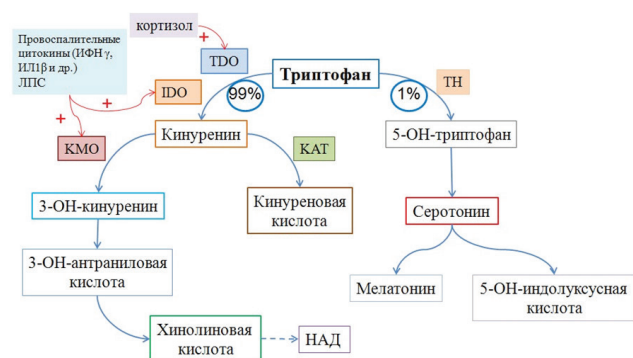 кортизол
+
Провоспалительные
цитокины (ИФН γ,
ИЛ1β и др.)
ЛПС
TDO
Триптофан
IDO
99%
1%
TH
+
+
KMO
Кинуренин
KAT
5-ОН-триптофан
3-ОН-кинуренин
Кинуреновая
кислота
Серотонин
3-ОН-антраниловая
кислота
Мелатонин
5-ОН-индолуксусная
кислота
Хинолиновая
кислота
НАД